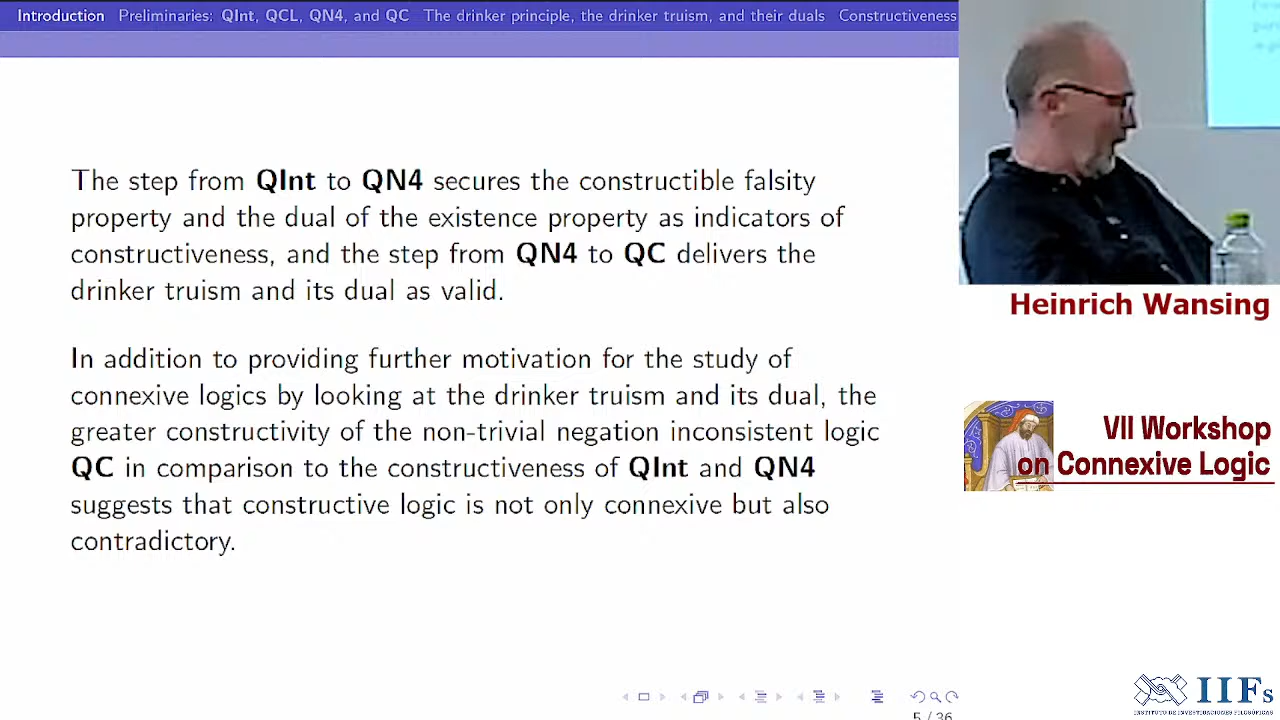 Introduction Preliminaries: QInt, QCL, QN4, and QC The drinker principle, the drinker truism, and their duals Constructiveness
The step from QInt to QN4 secures the constructible falsity
property and the dual of the existence property as indicators of
constructiveness, and the step from QN4 to QC delivers the
drinker truism and its dual as valid.
In addition to providing further motivation for the study of
connexive logics by looking at the drinker truism and its dual, the
greater constructivity of the non-trivial negation inconsistent logic
QC in comparison to the constructiveness of QInt and QN4
suggests that constructive logic is not only connexive but also
contradictory.
5 / 36
Heinrich Wansing
VII Workshop
on Connexive Logic
IIFs
INSTITUTO DE INVESTIGACIONES FILOSÓFICAS